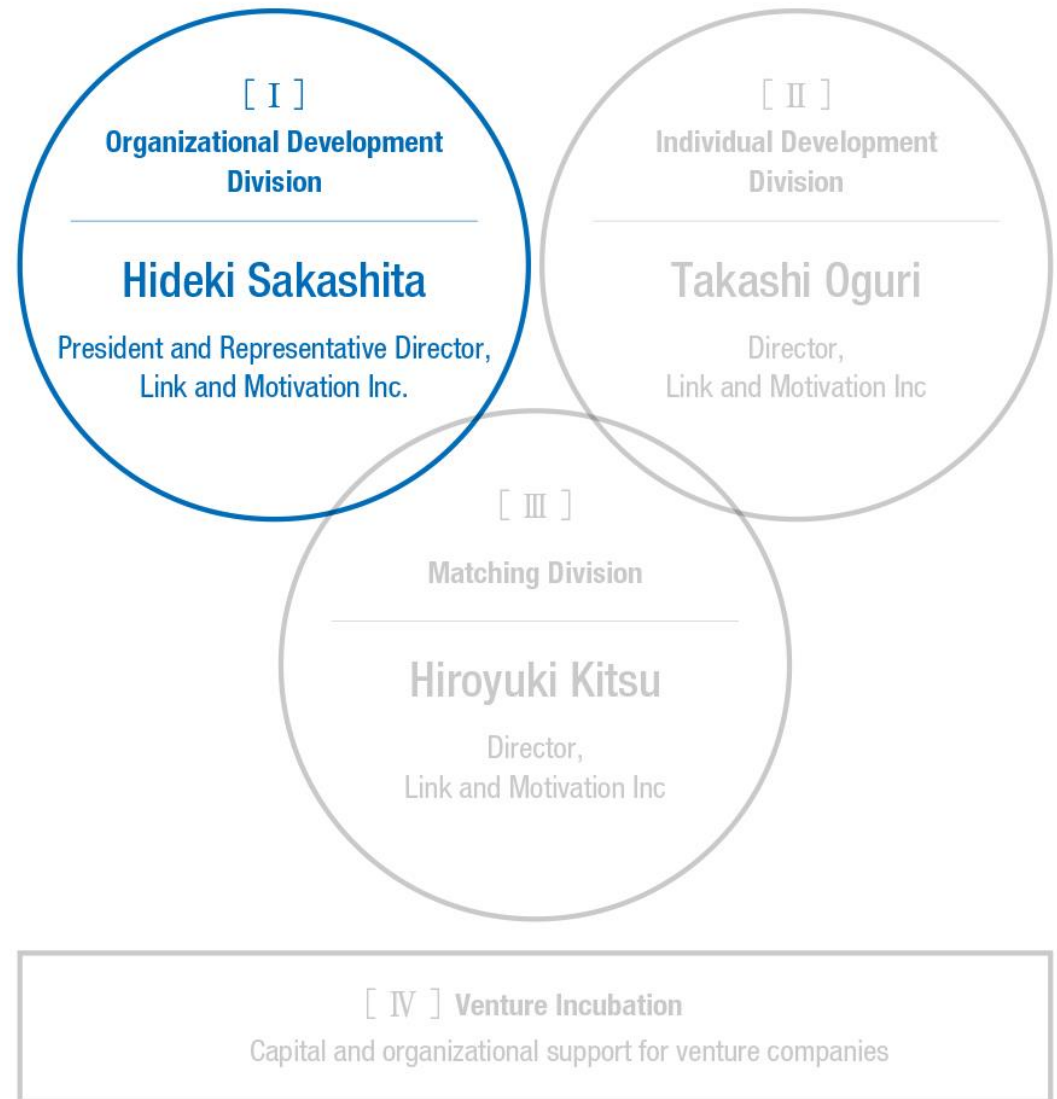 [ Ⅰ ]
Organizational Development
Division
Hideki Sakashita
President and Representative Director,
Link and Motivation Inc.
[ Ⅱ ]
Individual Development
Division
Takashi Oguri
Director,
Link and Motivation Inc
[ Ⅲ ]
Matching Division
Hiroyuki Kitsu
Director,
Link and Motivation Inc
[ Ⅳ ] Venture Incubation
Capital and organizational support for venture companies